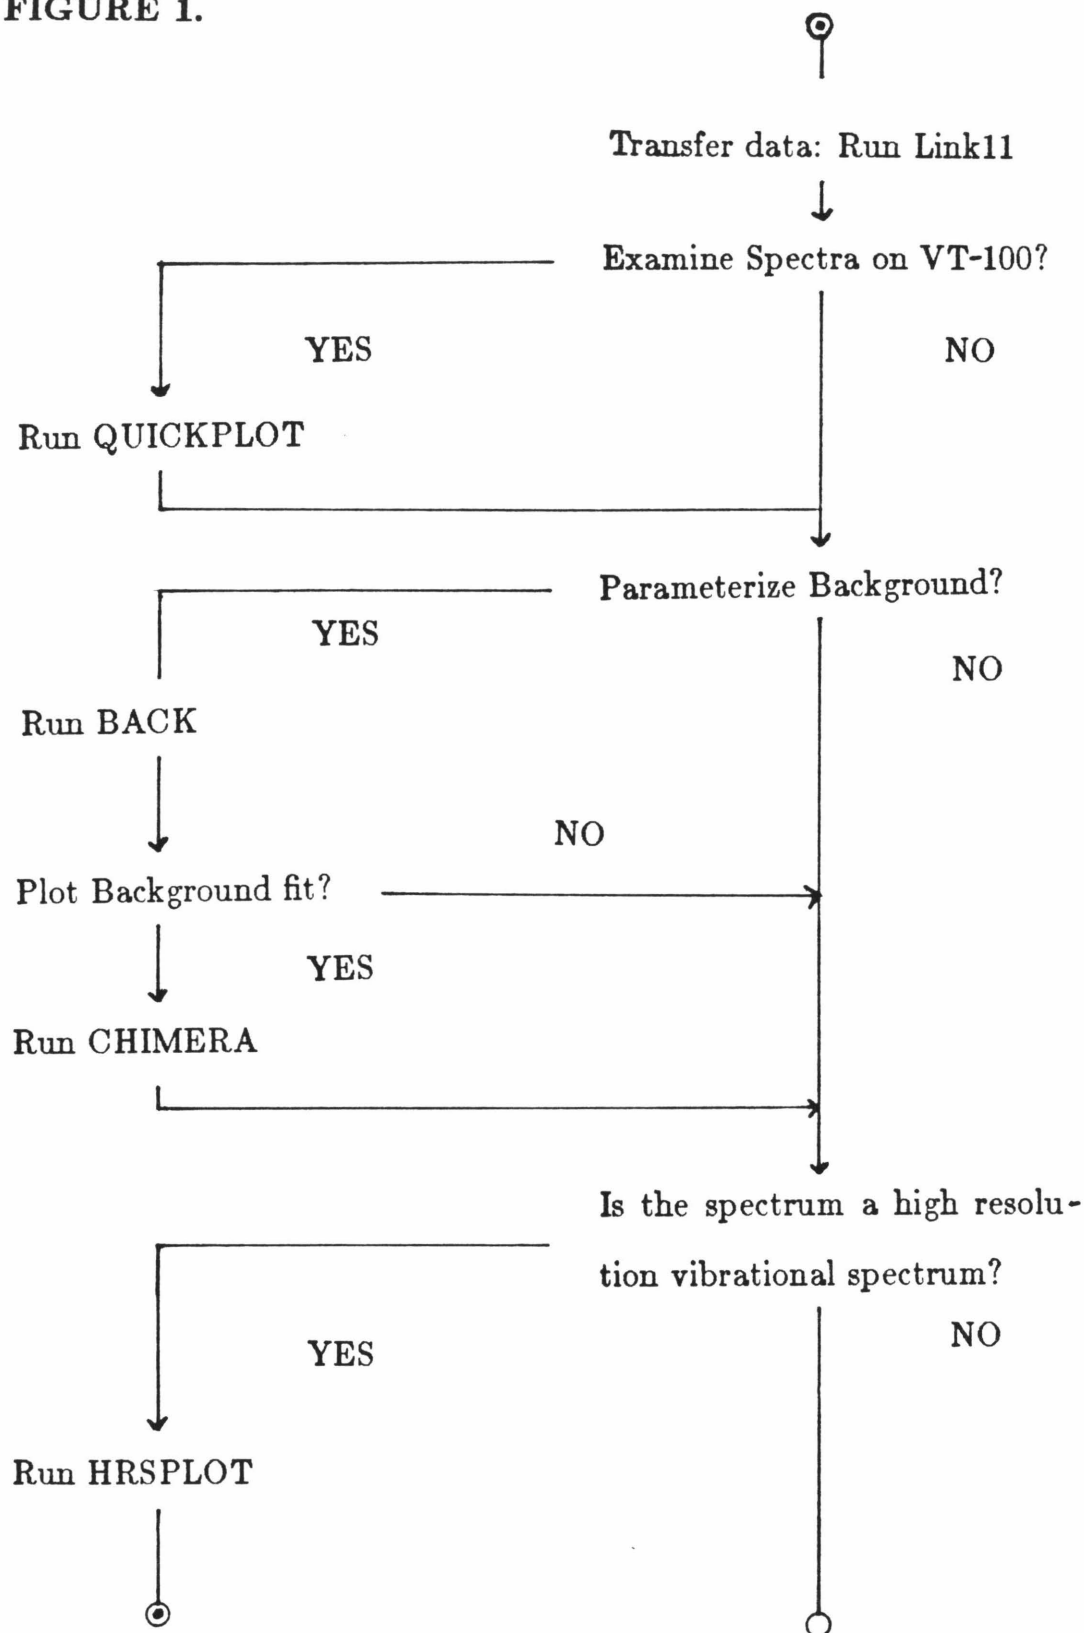 FIGURE 1.
Transfer data: Run Link11
Examine Spectra on VT-100?
YES
NO
Run QUICKPLOT
Parameterize Background?
YES
NO
Run BACK
NO
Plot Background fit?
YES
Run CHIMERA
Is the spectrum a high resolu-
tion vibrational spectrum?
NO
YES
Run HRSPLOT